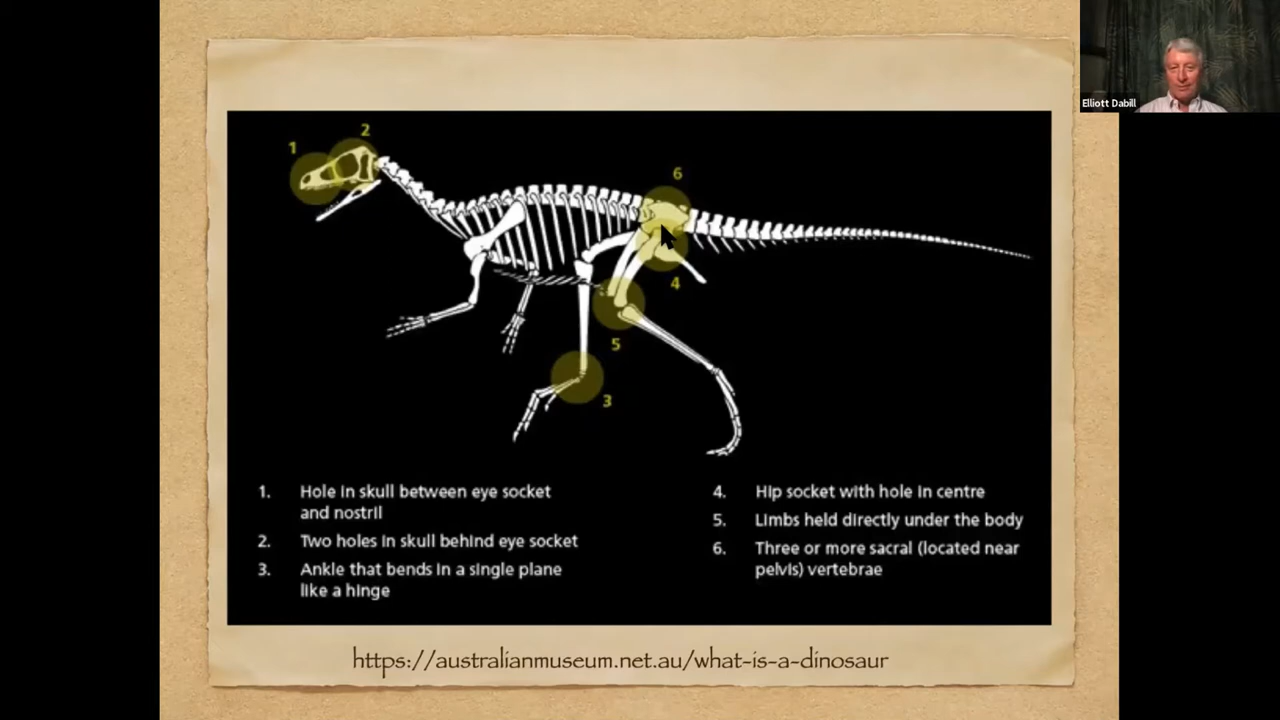 Elliott Dabill
1
2
6
4
5
3
1. Hole in skull between eye socket
and nostril
2. Two holes in skull behind eye socket
3. Ankle that bends in a single plane
like a hinge
4. Hip socket with hole in centre
5. Limbs held directly under the body
6. Three or more sacral (located near
pelvis) vertebrae
https://australianmuseum.net.au/what-is-a-dinosaur